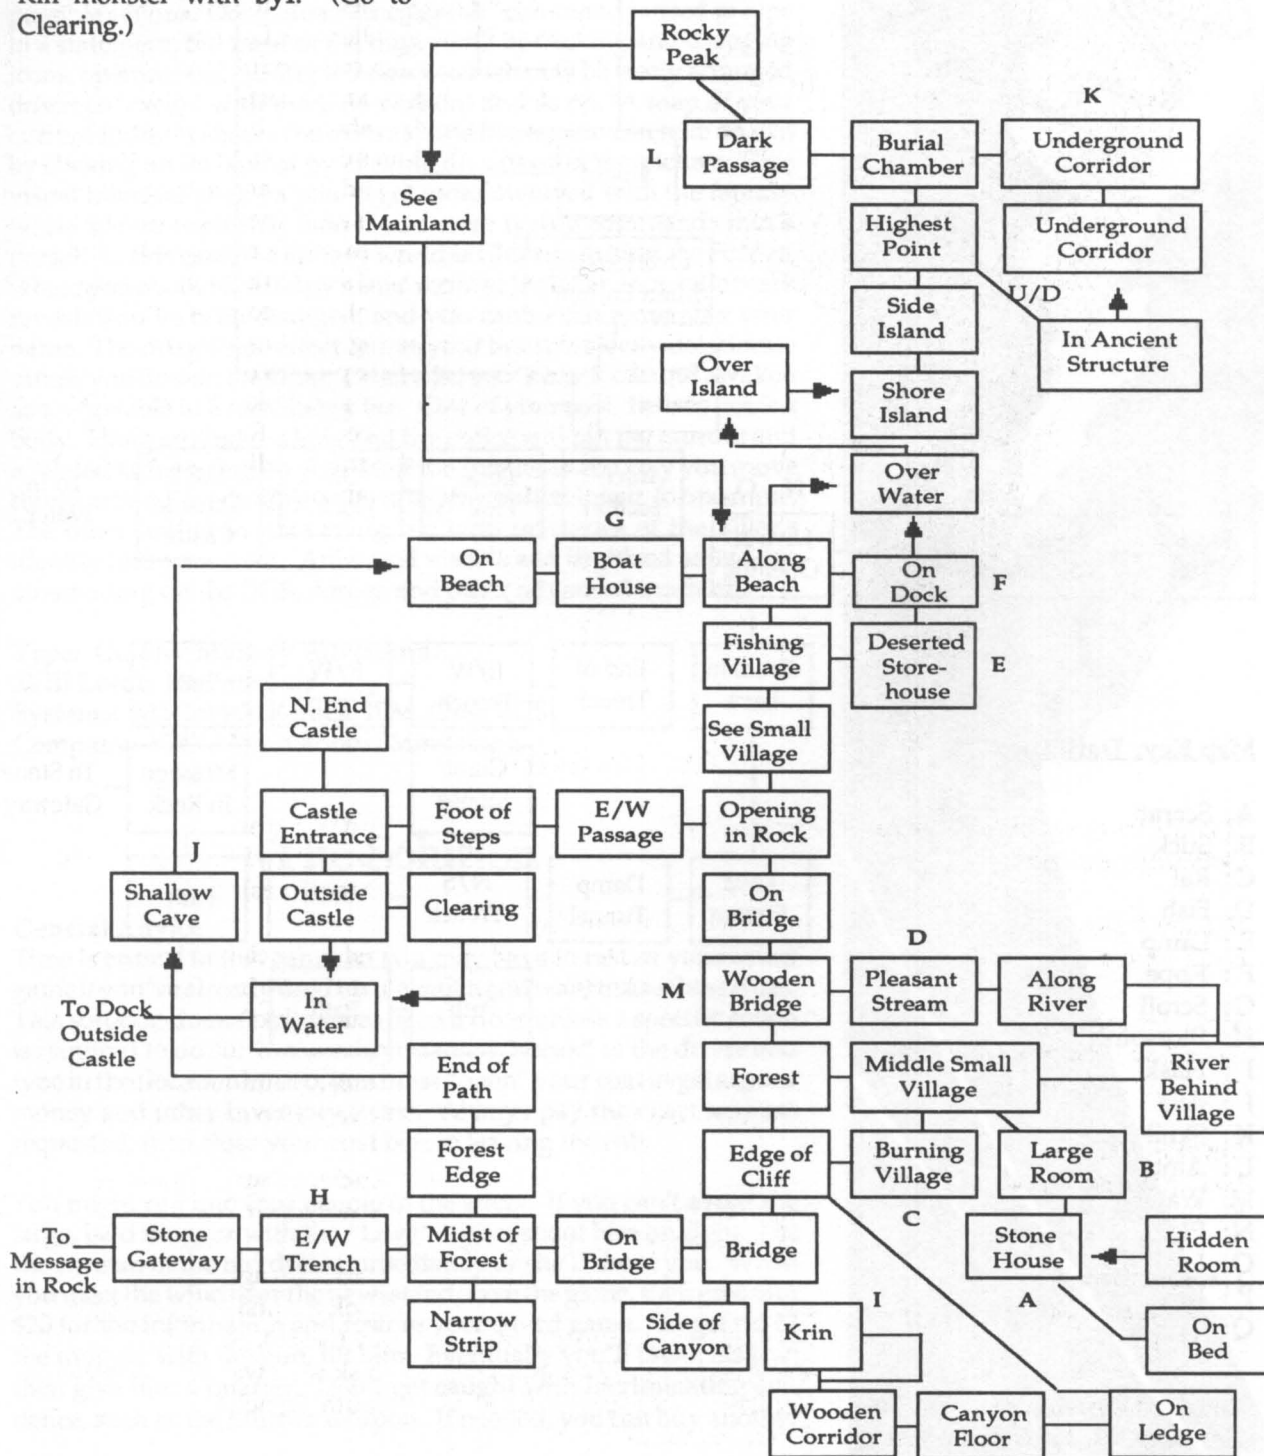 Kill monster with (Go to
Clearing.)
Rocky
Peak
K
L
Dark
Passage
Burial
Chamber
Underground
Corridor
See
Mainland
Highest
Point
Underground
Corridor
U/D
Side
Island
In Ancient
Structure
Over
Island
Shore
Island
Over
Water
G
On
Beach
Boat
House
Along
Beach
On
Dock
F
Fishing
Village
Deserted
Store-
house
E
N. End
Castle
See Small
Village
Castle
Entrance
Foot of
Steps
E/W
Passage
Opening
in Rock
J
Shallow
Cave
Outside
Castle
Clearing
On
Bridge
D
To Dock
Outside
Castle
In
Water
M
Wooden
Bridge
Pleasant
Stream
Along
River
End of
Path
Forest
Middle Small
Village
River
Behind
Village
Forest
Edge
Edge of
Cliff
Burning
Village
Large
Room
B
H
C
To
Message
in Rock
Stone
Gateway
E/W
Trench
Midst of
Forest
On
Bridge
Bridge
Stone
House
Hidden
Room
A
Narrow
Strip
Side of
Canyon
I
Krin
On
Bed
Wooden
Corridor
Canyon
Floor
On
Ledge